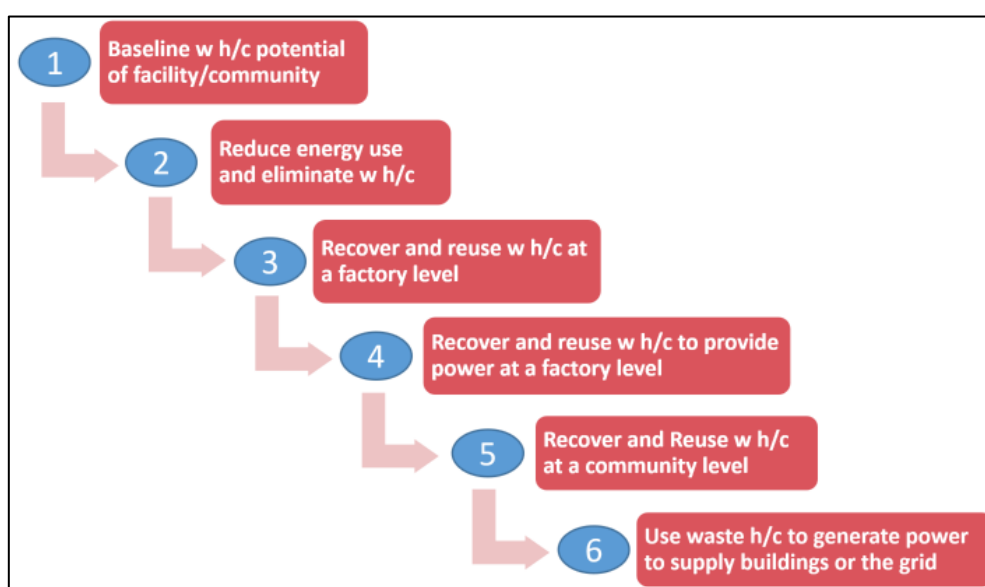 1
Baseline w h/c potential
of facility/community
2
Reduce energy use
and eliminate w h/c
3
Recover and reuse w h/c at
a factory level
4
Recover and reuse w h/c to provide
power at a factory level
5
Recover and Reuse w h/c
at a community level
6
Use waste h/c to generate power
to supply buildings or the grid